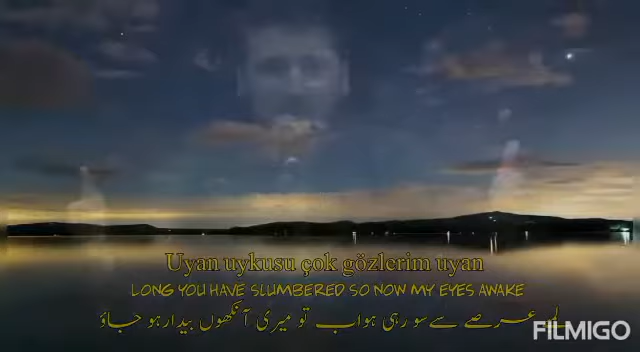 Uyan uykusu çok gözlerim uyan
LONG YOU HAVE SLUMBERED SO NOW MY EYES AWAKE
عرصے سے سو رہی ہو اب تو میری آنکھوں بیدار ہو جاؤ
FILMIGO